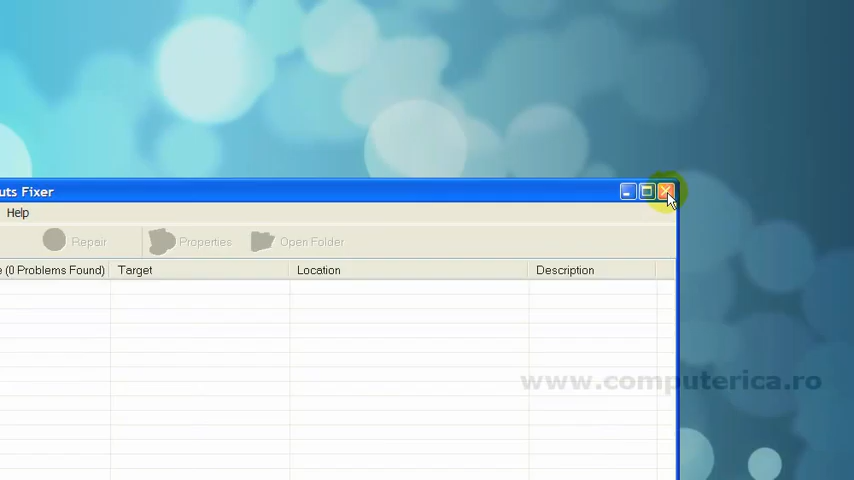 uts Fixer
Help
Repair Properties Open Folder
e (0 Problems Found) Target Location Description
www.computerica.ro